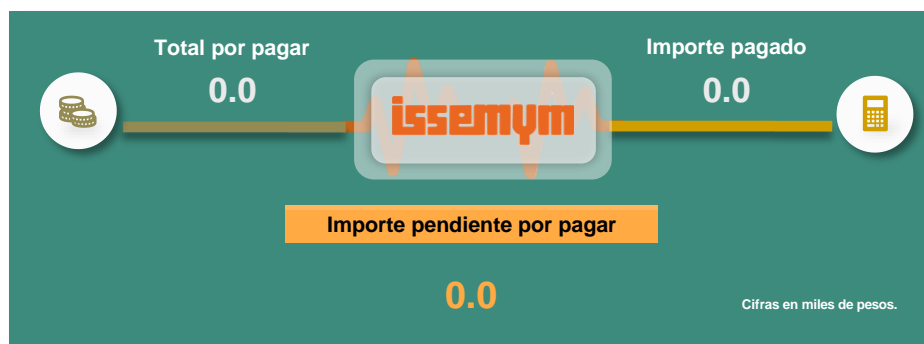 Total por pagar
0.0
Importe pagado
0.0
issemym
Importe pendiente por pagar
0.0
Cifras en miles de pesos.